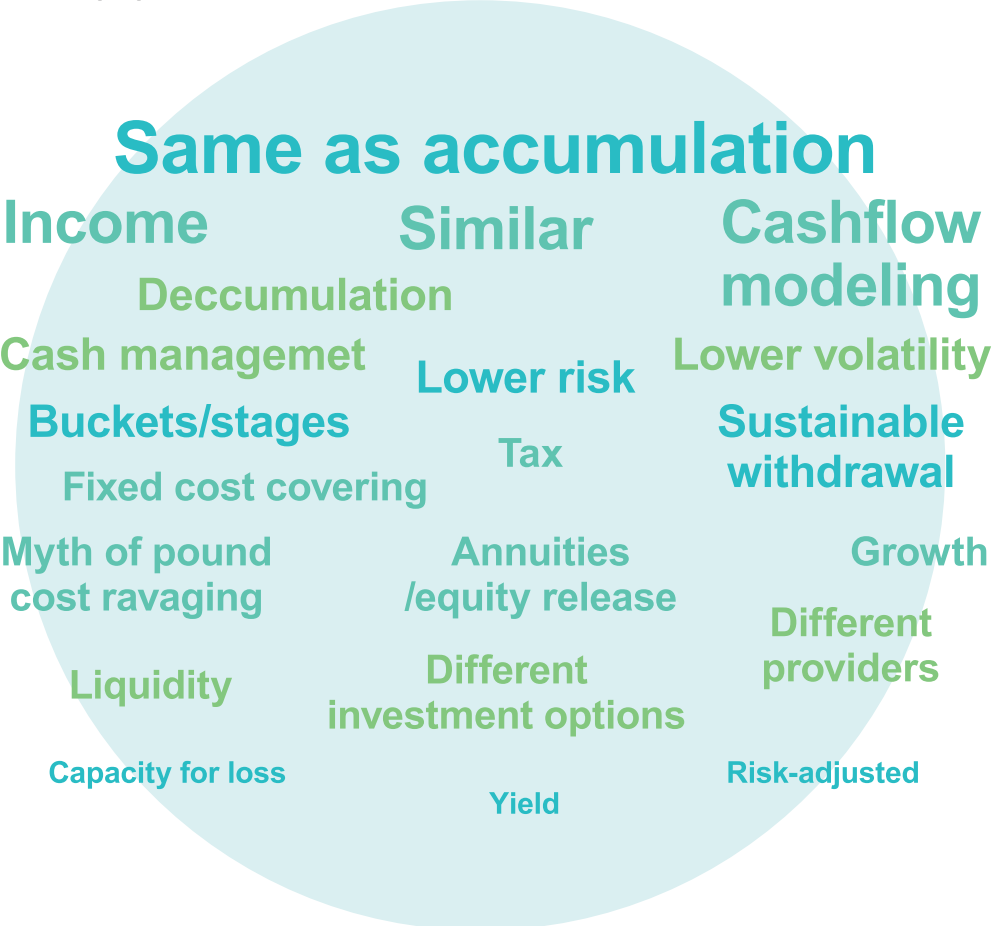 Same as accumulation
Income
Similar
Cashflow
modeling
Deccumulation
Cash managemet
Lower risk
Lower volatility
Buckets/stages
Tax
Sustainable
withdrawal
Fixed cost covering
Myth of pound
cost ravaging
Annuities
/equity release
Growth
Different
providers
Liquidity
Different
investment options
Capacity for loss
Yield
Risk-adjusted